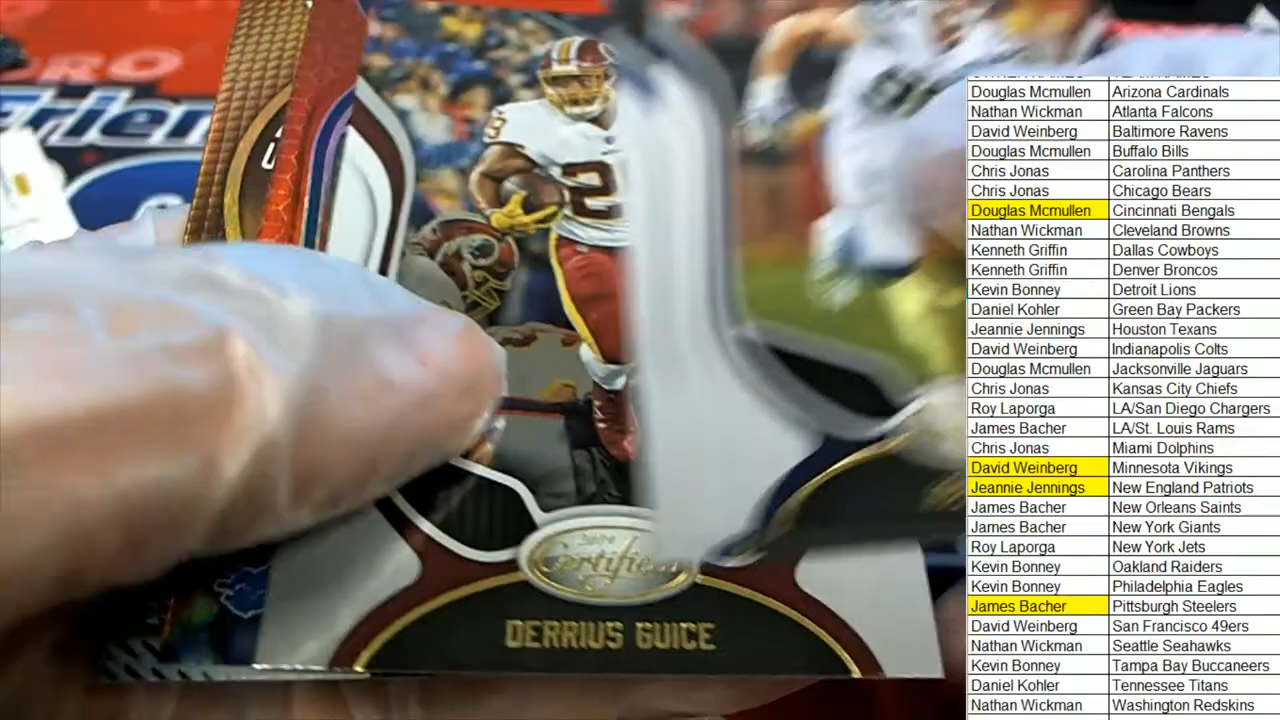 RO
Erlen
2
2019
Certified
DERRIUS GUICE
Douglas Mcmullen Arizona Cardinals
Nathan Wickman Atlanta Falcons
David Weinberg Baltimore Ravens
Douglas Mcmullen Buffalo Bills
Chris Jonas Carolina Panthers
Chris Jonas Chicago Bears
Douglas Mcmullen Cincinnati Bengals
Nathan Wickman Cleveland Browns
Kenneth Griffin Dallas Cowboys
Kenneth Griffin Denver Broncos
Kevin Bonney Detroit Lions
Daniel Kohler Green Bay Packers
Jeannie Jennings Houston Texans
David Weinberg Indianapolis Colts
Douglas Mcmullen Jacksonville Jaguars
Chris Jonas Kansas City Chiefs
Roy Laporga LA/San Diego Chargers
James Bacher LA/St. Louis Rams
Chris Jonas Miami Dolphins
David Weinberg Minnesota Vikings
Jeannie Jennings New England Patriots
James Bacher New Orleans Saints
James Bacher New York Giants
Roy Laporga New York Jets
Kevin Bonney Oakland Raiders
Kevin Bonney Philadelphia Eagles
James Bacher Pittsburgh Steelers
David Weinberg San Francisco 49ers
Nathan Wickman Seattle Seahawks
Kevin Bonney Tampa Bay Buccaneers
Daniel Kohler Tennessee Titans
Nathan Wickman Washington Redskins